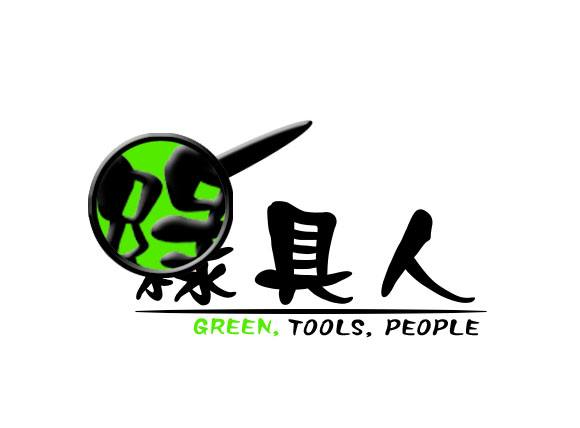 綠具人
GREEN, TOOLS, PEOPLE